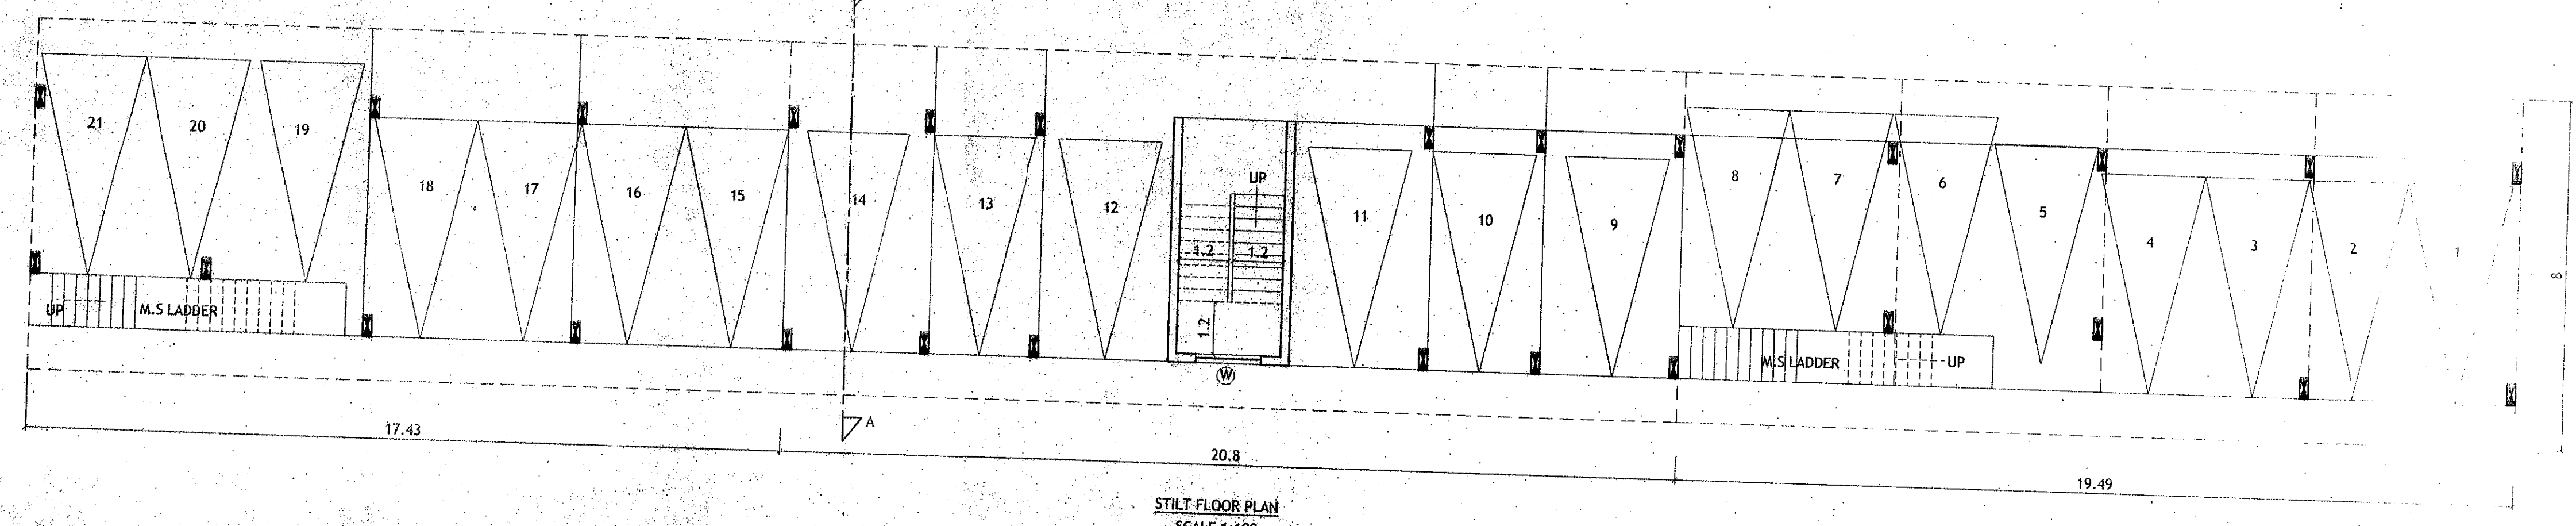 21 20 19 18 17 16 15 14 13 12 11 10 9 8 7 6 5 4 3 2 1
UP
1.2 1.2
1.2
W
UP M.S LADDER
M.S LADDER UP
8
A
17.43
20.8
19.49
STILT FLOOR PLAN